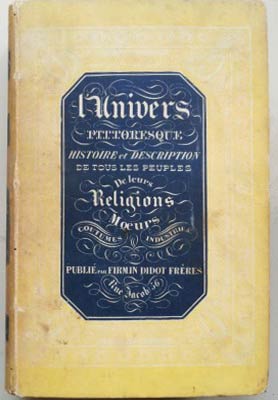 l'Univers
PITTORESQUE
HISTOIRE et DESCRIPTION
DE TOUS LES PEUPLES
De leurs
Religions
Mœurs
COUTUMES INDUSTRIE &
PUBLIÉ par FIRMIN DIDOT FRÈRES
Rue Jacob 56